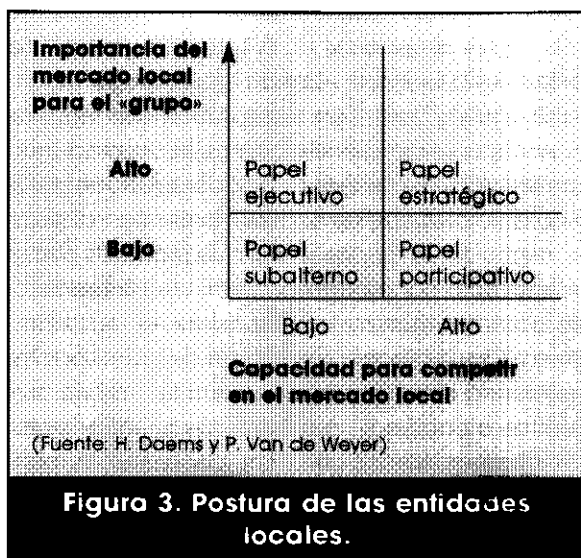 Importancia del
mercado local
para el «grupo»
Alto
Papel
ejecutivo
Papel
estratégico
Bajo
Papel
subalterno
Papel
participativo
Bajo
Alto
Capacidad para competir
en el mercado local
(Fuente: H. Daems y P. Van de Weyer)
Figura 3. Postura de las entidades
locales.